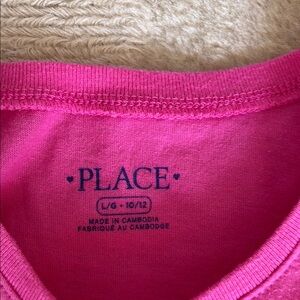 PLACE
L/G • 10/12
MADE IN CAMBODIA
FABRIQUÉ AU CAMBODGE